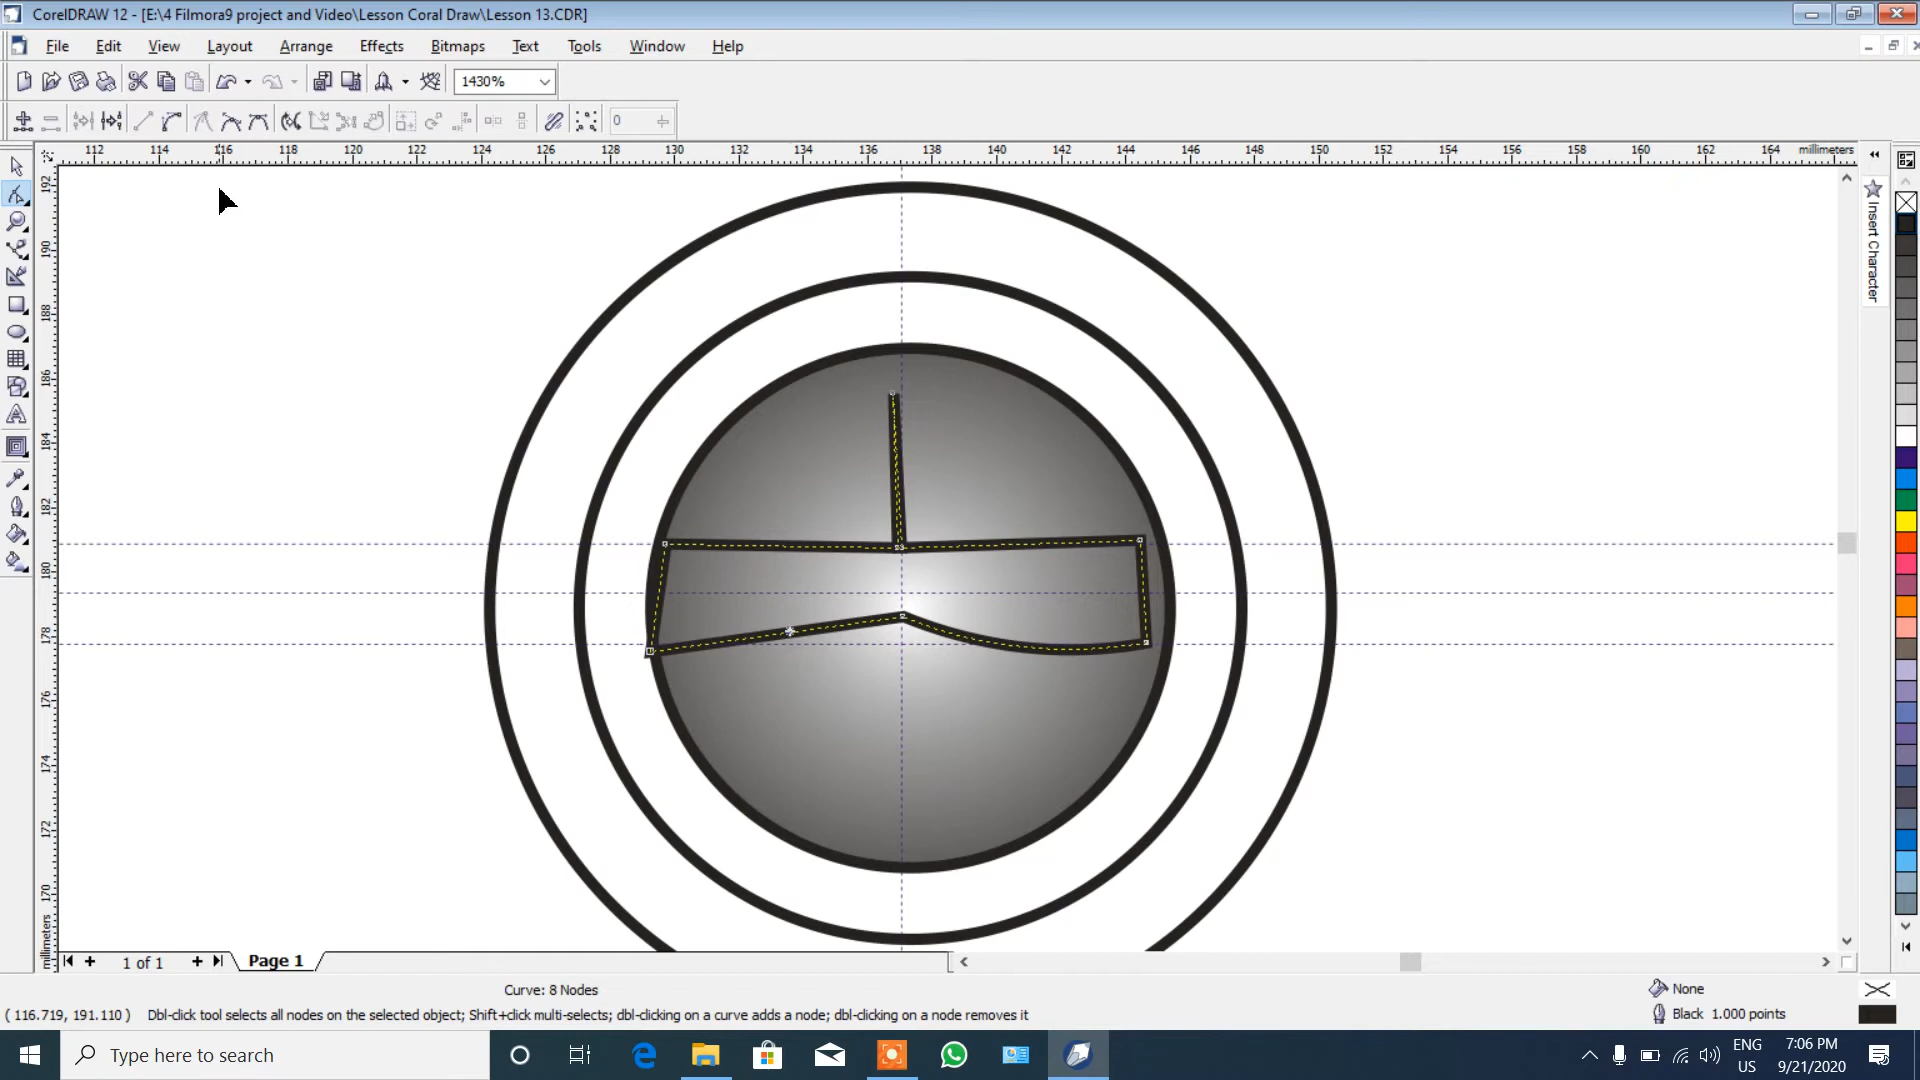 CorelDRAW 12 - [E:\4 Filmora9 project and Video\Lesson Coral Draw\Lesson 13.CDR]
File Edit View Layout Arrange Effects Bitmaps Text Tools Window Help
1430%
0
112 114 116 118 120 122 124 126 128 130 132 134 136 138 140 142 144 146 148 150 152 154 156 158 160 162 164 millimeters
192
190
188
186
184
182
180
178
176
174
172
170
millimeters
Insert Character
1 of 1
Page 1
Curve: 8 Nodes
None
( 116.719, 191.110 ) Dbl-click tool selects all nodes on the selected object; Shift+click multi-selects; dbl-clicking on a curve adds a node; dbl-clicking on a node removes it
Black 1.000 points
Type here to search
ENG
US
7:06 PM
9/21/2020